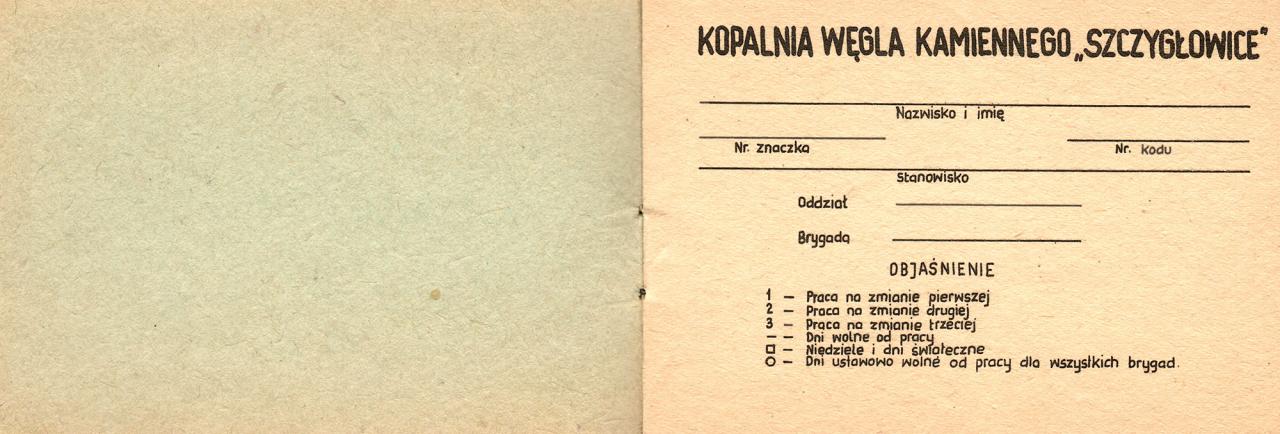 KOPALNIA WĘGLA KAMIENNEGO „SZCZYGŁOWICE"
Nazwisko i imię
Nr. znaczka Nr. kodu
Stanowisko
Oddział
Brygada
OBJAŚNIENIE
1 — Praca na zmianie pierwszej
2 — Praca na zmianie drugiej
3 — Praca na zmianie trzeciej
— — Dni wolne od pracy
□ — Niedziele i dni świąteczne
○ — Dni ustawowo wolne od pracy dla wszystkich brygad.